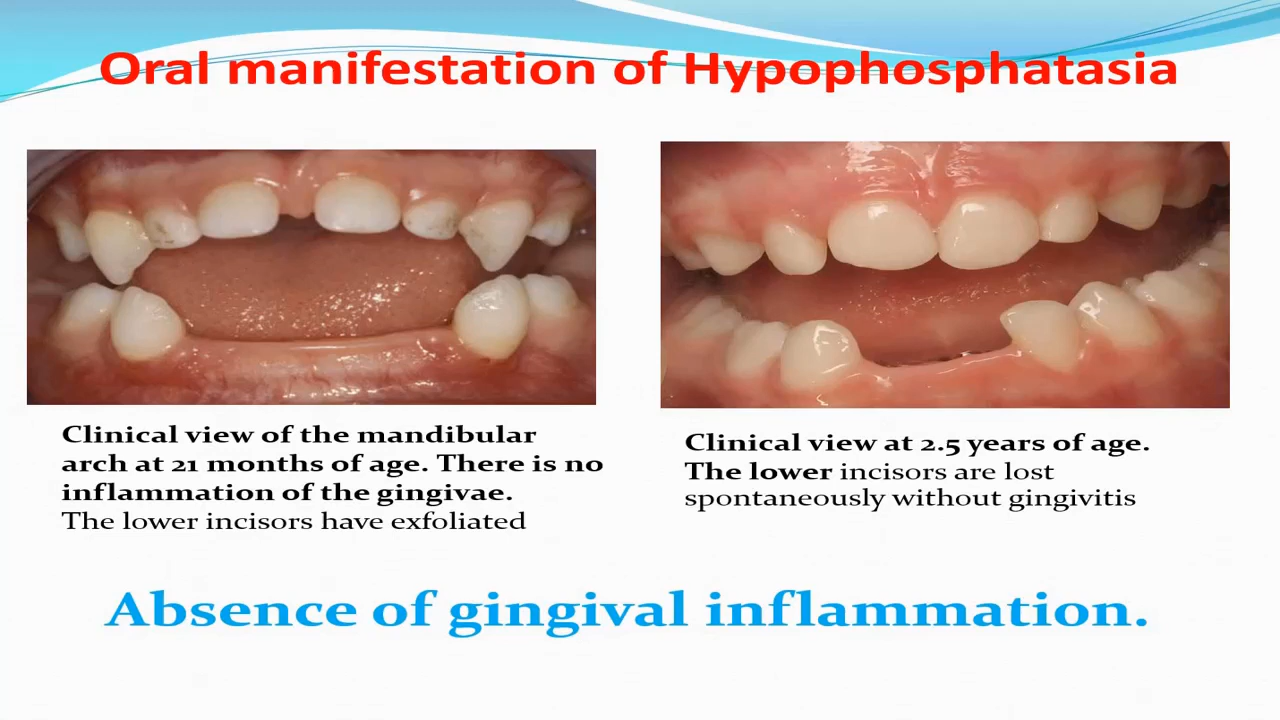 Oral manifestation of Hypophosphatasia
Clinical view of the mandibular
arch at 21 months of age. There is no
inflammation of the gingivae.
The lower incisors have exfoliated
Clinical view at 2.5 years of age.
The lower incisors are lost
spontaneously without gingivitis
Absence of gingival inflammation.